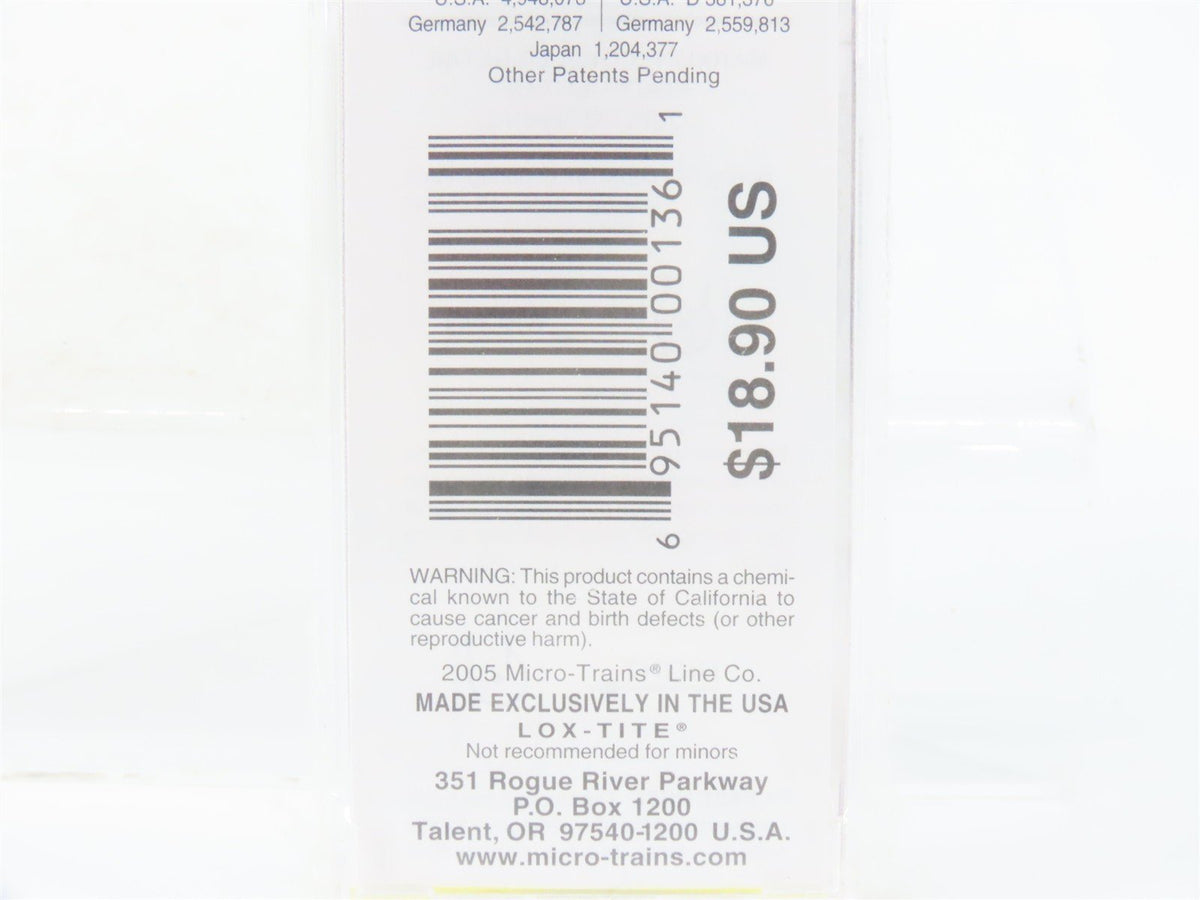 Germany 2,542,787 | Germany 2,559,813
Japan 1,204,377
Other Patents Pending
6 95140 00136 1
$18.90 US
WARNING: This product contains a chemi-
cal known to the State of California to
cause cancer and birth defects (or other
reproductive harm).
2005 Micro-Trains® Line Co.
MADE EXCLUSIVELY IN THE USA
LOX-TITE®
Not recommended for minors
351 Rogue River Parkway
P.O. Box 1200
Talent, OR 97540-1200 U.S.A.
www.micro-trains.com